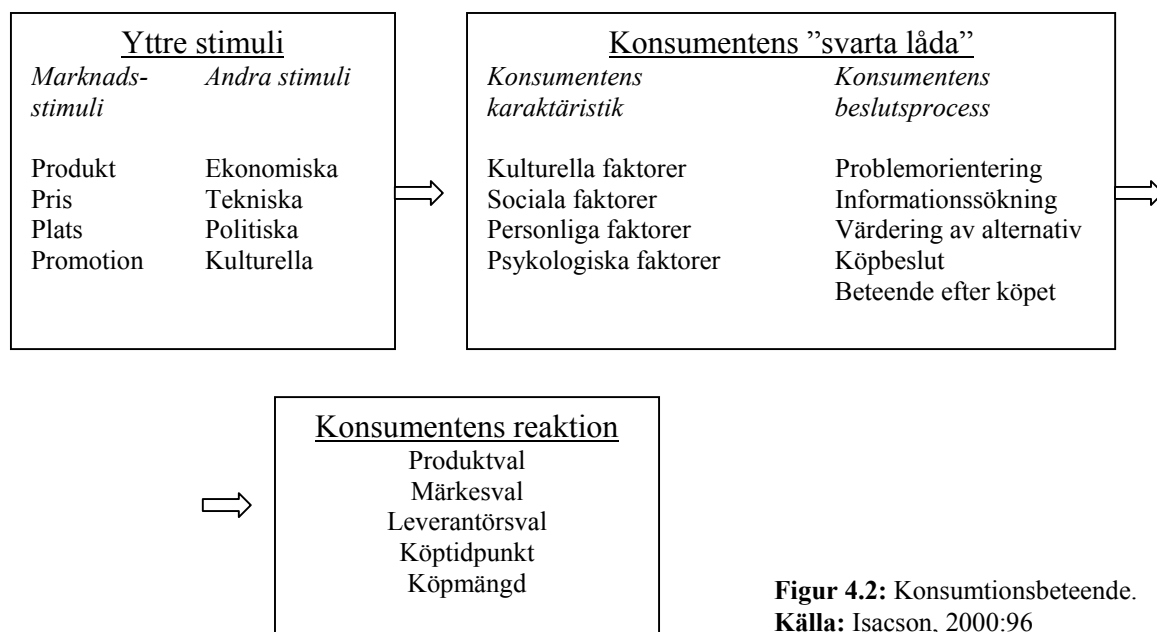 Yttre stimuli
Marknads-
stimuli
Andra stimuli
Produkt
Pris
Plats
Promotion
Ekonomiska
Tekniska
Politiska
Kulturella
Konsumentens ”svarta låda”
Konsumentens
karaktäristik
Kulturella faktorer
Sociala faktorer
Personliga faktorer
Psykologiska faktorer
Konsumentens
beslutsprocess
Problemorientering
Informationssökning
Värdering av alternativ
Köpbeslut
Beteende efter köpet
Konsumentens reaktion
Produktval
Märkesval
Leverantörsval
Köptidpunkt
Köpmängd
Figur 4.2: Konsumtionsbeteende.
Källa: Isacson, 2000:96